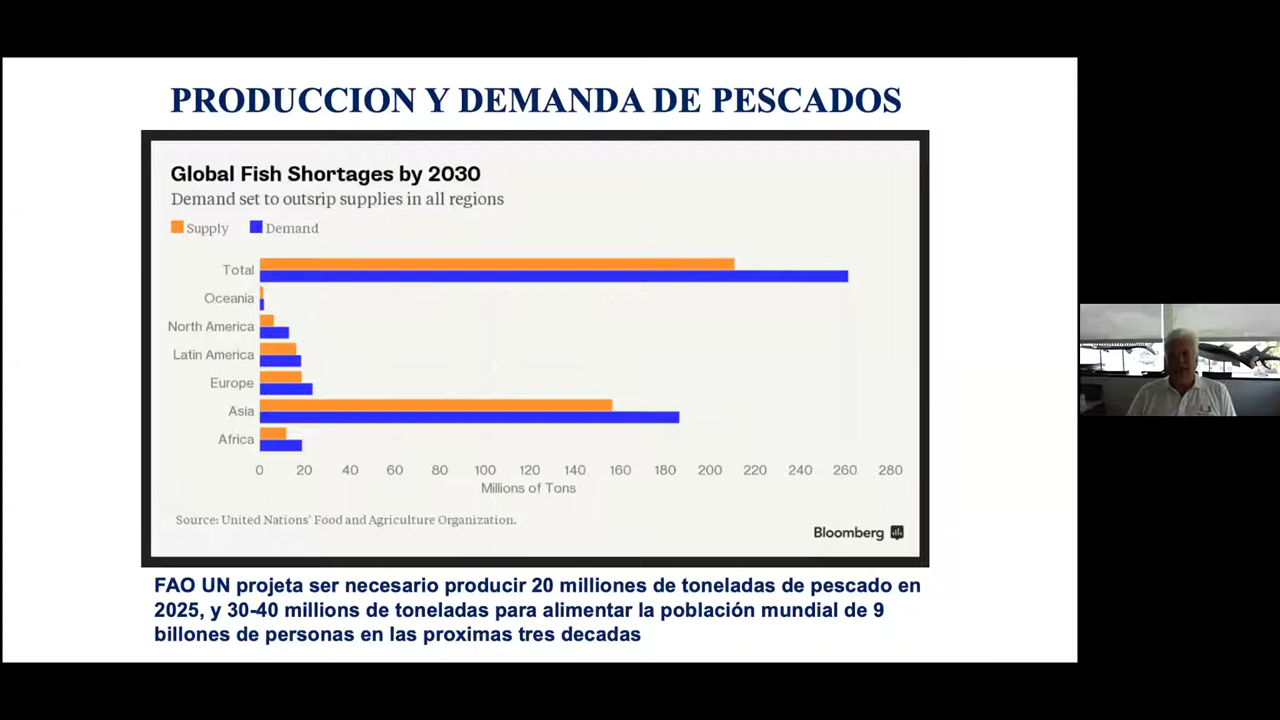 PRODUCCION Y DEMANDA DE PESCADOS
Global Fish Shortages by 2030
Demand set to outsrip supplies in all regions
Supply Demand
Total
Oceania
North America
Latin America
Europe
Asia
Africa
0 20 40 60 80 100 120 140 160 180 200 220 240 260 280
Millions of Tons
Source: United Nations' Food and Agriculture Organization.
Bloomberg
FAO UN projeta ser necesario producir 20 milliones de toneladas de pescado en
2025, y 30-40 millions de toneladas para alimentar la población mundial de 9
billones de personas en las proximas tres decadas